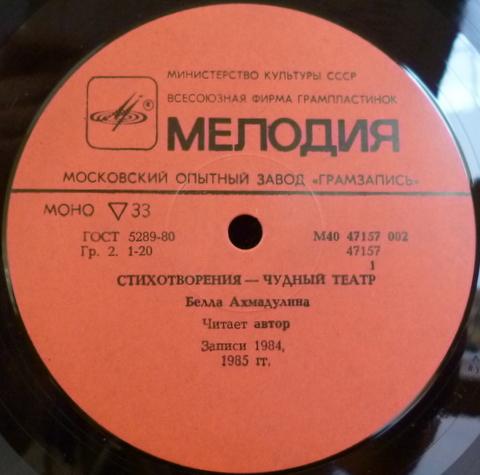 МИНИСТЕРСТВО КУЛЬТУРЫ СССР
ВСЕСОЮЗНАЯ ФИРМА ГРАМПЛАСТИНОК
®
МЕЛОДИЯ
МОСКОВСКИЙ ОПЫТНЫЙ ЗАВОД «ГРАМЗАПИСЬ»
МОНО ▽33
ГОСТ 5289-80 М40 47157 002
Гр. 2. 1-20 47157
1
СТИХОТВОРЕНИЯ — ЧУДНЫЙ ТЕАТР
Белла Ахмадулина
Читает автор
Записи 1984,
1985 гг.